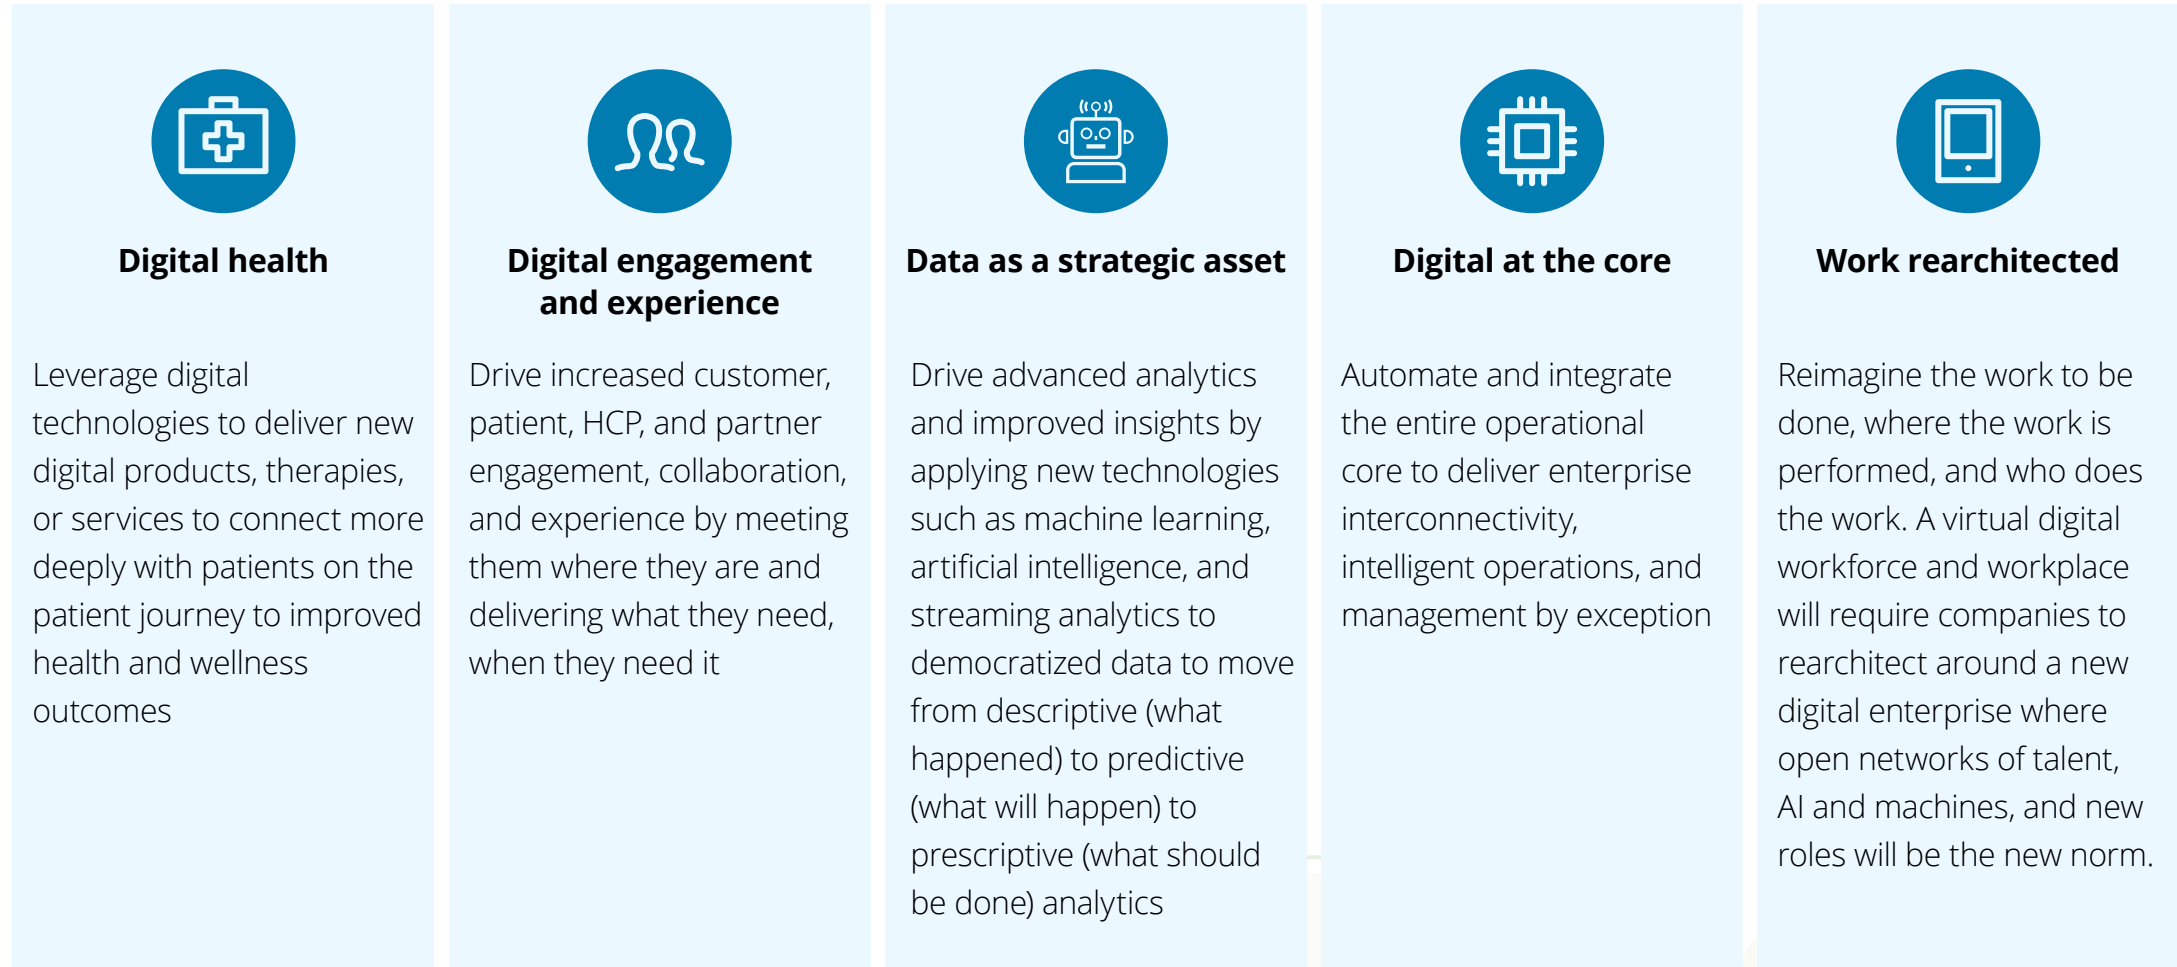 Digital health
Leverage digital
technologies to deliver new
digital products, therapies,
or services to connect more
deeply with patients on the
patient journey to improved
health and wellness
outcomes
Digital engagement
and experience
Drive increased customer,
patient, HCP, and partner
engagement, collaboration,
and experience by meeting
them where they are and
delivering what they need,
when they need it
Data as a strategic asset
Drive advanced analytics
and improved insights by
applying new technologies
such as machine learning,
artificial intelligence, and
streaming analytics to
democratized data to move
from descriptive (what
happened) to predictive
(what will happen) to
prescriptive (what should
be done) analytics
Digital at the core
Automate and integrate
the entire operational
core to deliver enterprise
interconnectivity,
intelligent operations, and
management by exception
Work rearchitected
Reimagine the work to be
done, where the work is
performed, and who does
the work. A virtual digital
workforce and workplace
will require companies to
rearchitect around a new
digital enterprise where
open networks of talent,
AI and machines, and new
roles will be the new norm.